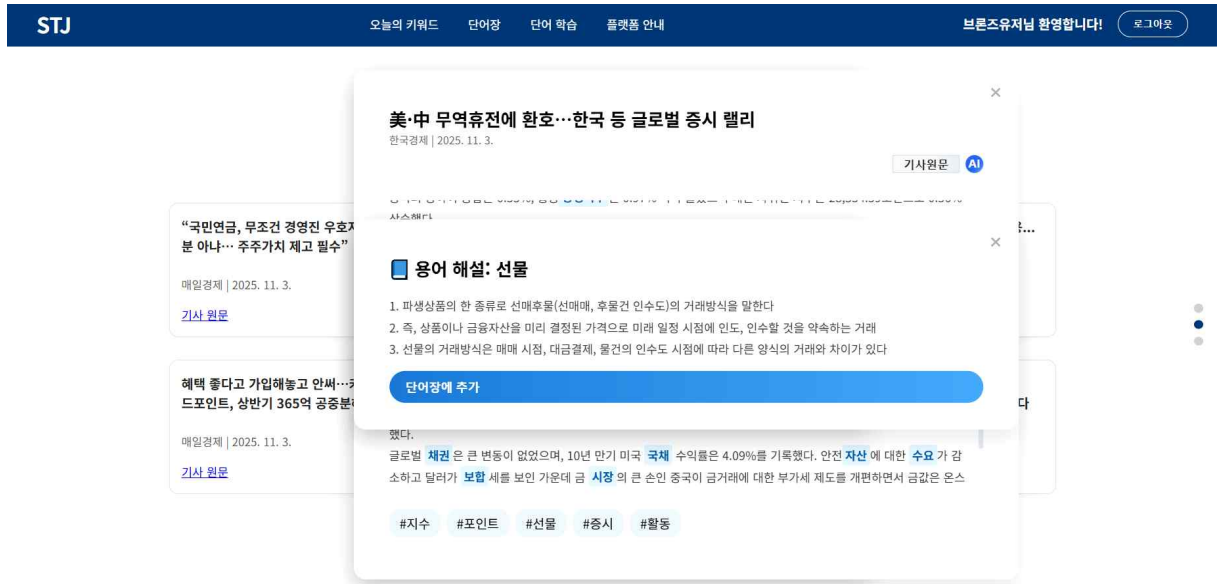 STJ
오늘의 키워드
단어장
단어 학습
플랫폼 안내
브론즈유저님 환영합니다!
로그아웃
美·中 무역휴전에 환호…한국 등 글로벌 증시 랠리
한국경제 | 2025. 11. 3.
기사원문
AI
상승했다
“국민연금, 무조건 경영진 우호
분 아냐… 주주가치 제고 필수”
매일경제 | 2025. 11. 3.
기사 원문
혜택 좋다고 가입해놓고 안써…
드포인트, 상반기 365억 공중분
매일경제 | 2025. 11. 3.
기사 원문
용어 해설: 선물
1. 파생상품의 한 종류로 선매후물(선매매, 후물건 인수도)의 거래방식을 말한다
2. 즉, 상품이나 금융자산을 미리 결정된 가격으로 미래 일정 시점에 인도, 인수할 것을 약속하는 거래
3. 선물의 거래방식은 매매 시점, 대금결제, 물건의 인수도 시점에 따라 다른 양식의 거래와 차이가 있다
단어장에 추가
다
했다.
글로벌 채권 은 큰 변동이 없었으며, 10년 만기 미국 국채 수익률은 4.09%를 기록했다. 안전 자산 에 대한 수요 가 감
소하고 달러가 보합 세를 보인 가운데 금 시장 의 큰 손인 중국이 금거래에 대한 부가세 제도를 개편하면서 금값은 온스
#지수
#포인트
#선물
#증시
#활동